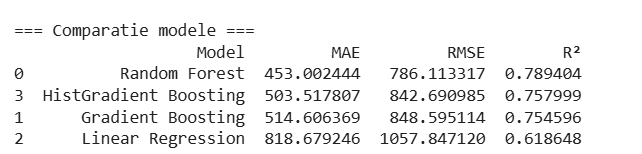 === Comparatie modele ===
Model MAE RMSE R²
0 Random Forest 453.002444 786.113317 0.789404
3 HistGradient Boosting 503.517807 842.690985 0.757999
1 Gradient Boosting 514.606369 848.595114 0.754596
2 Linear Regression 818.679246 1057.847120 0.618648